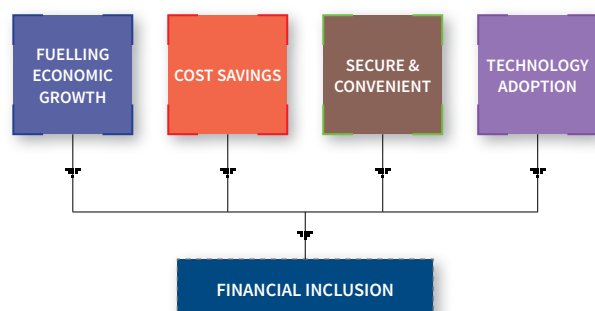 FUELLING
ECONOMIC
GROWTH
COST SAVINGS
SECURE &
CONVENIENT
TECHNOLOGY
ADOPTION
FINANCIAL INCLUSION